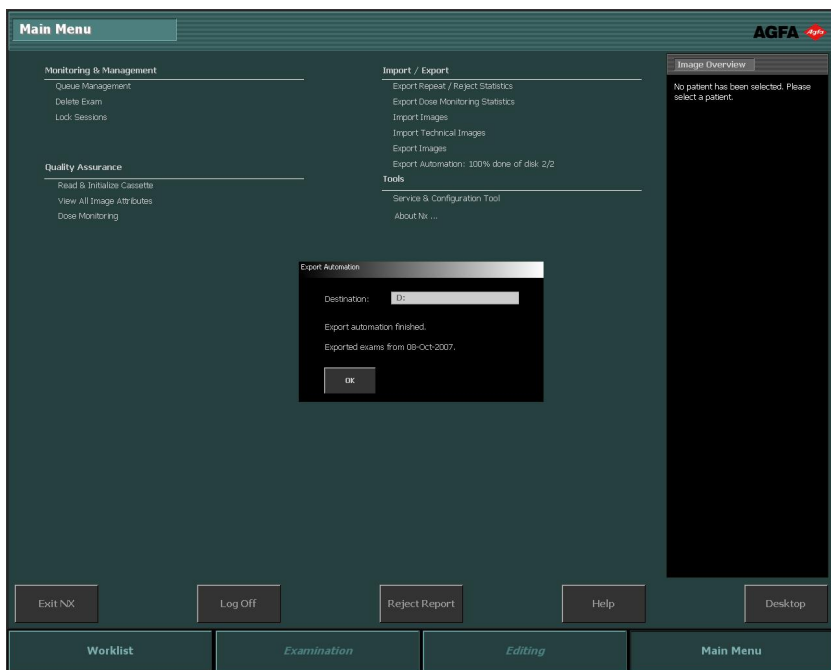 Main Menu
AGFA
Agfa
Monitoring & Management
Queue Management
Delete Exam
Lock Sessions
Quality Assurance
Read & Initialize Cassette
View All Image Attributes
Dose Monitoring
Import / Export
Export Repeat / Reject Statistics
Export Dose Monitoring Statistics
Import Images
Import Technical Images
Export Images
Export Automation: 100% done of disk 2/2
Tools
Service & Configuration Tool
About Nx ...
Image Overview
No patient has been selected. Please
select a patient.
Export Automation
Destination: D:
Export automation finished.
Exported exams from 08-Oct-2007.
OK
Exit NX
Log Off
Reject Report
Help
Desktop
Worklist
Examination
Editing
Main Menu